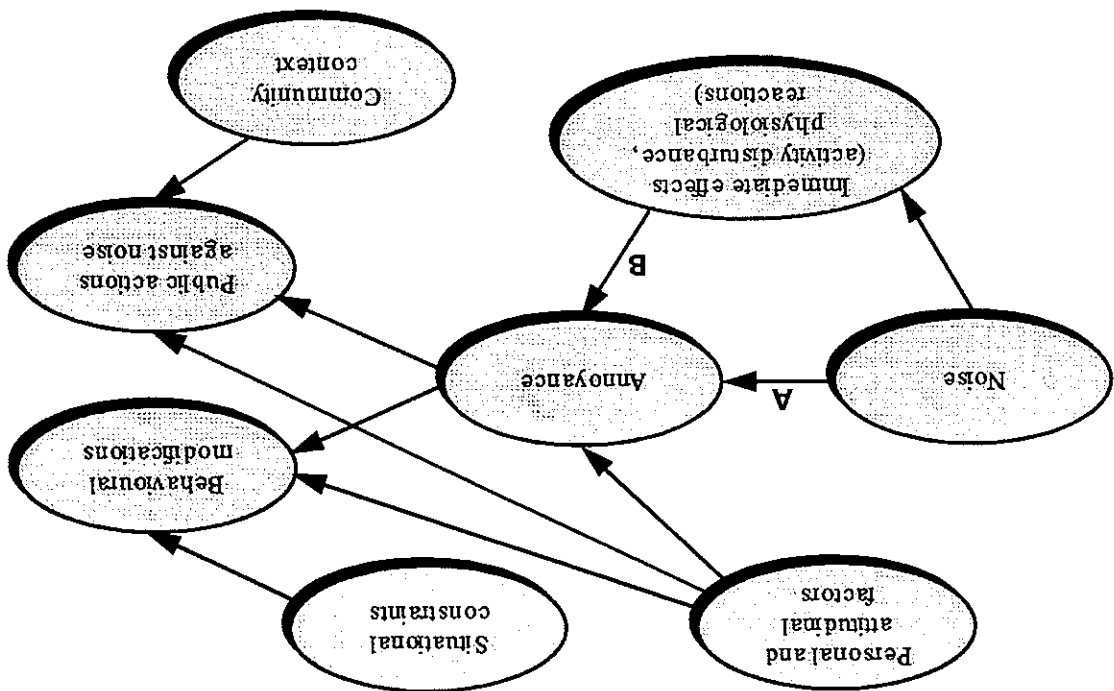 Personal and
attitudinal
factors
Situational
constraints
Behavioural
modifications
Noise
A
Annoyance
B
Public actions
against noise
Immediate effects
(activity disturbance,
physiological
reactions)
Community
context